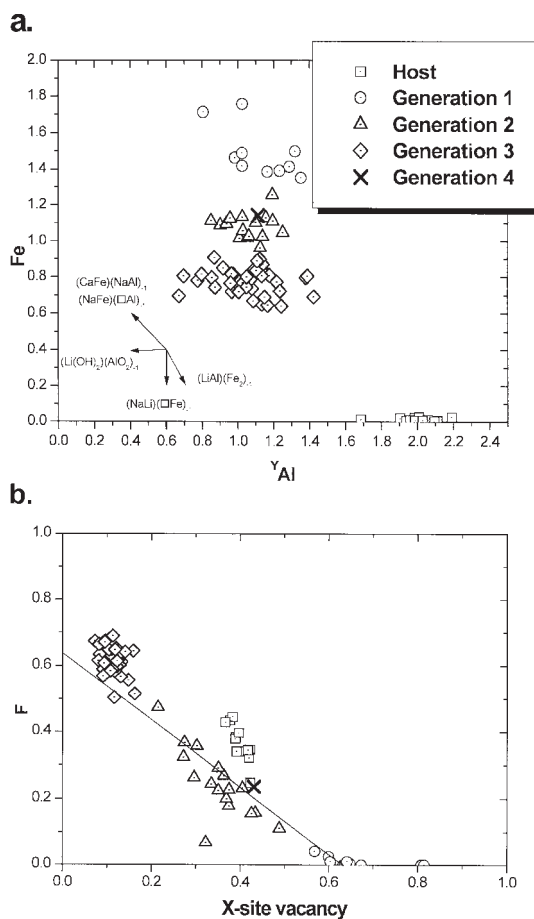 a.
Host
Generation 1
Generation 2
Generation 3
Generation 4
2.0
1.8
1.6
1.4
1.2
1.0
0.8
0.6
0.4
0.2
0.0
Fe
(CaFe)(NaAl)-1
(NaFe)(□Al)-
(Li(OH)2)(AlO2)-1
(LiAl)(Fe2)-1
(NaLi)(□Fe)-
0.0 0.2 0.4 0.6 0.8 1.0 1.2 1.4 1.6 1.8 2.0 2.2 2.4
YAl
b.
1.0
0.8
0.6
0.4
0.2
0.0
F
0.0 0.2 0.4 0.6 0.8 1.0
X-site vacancy